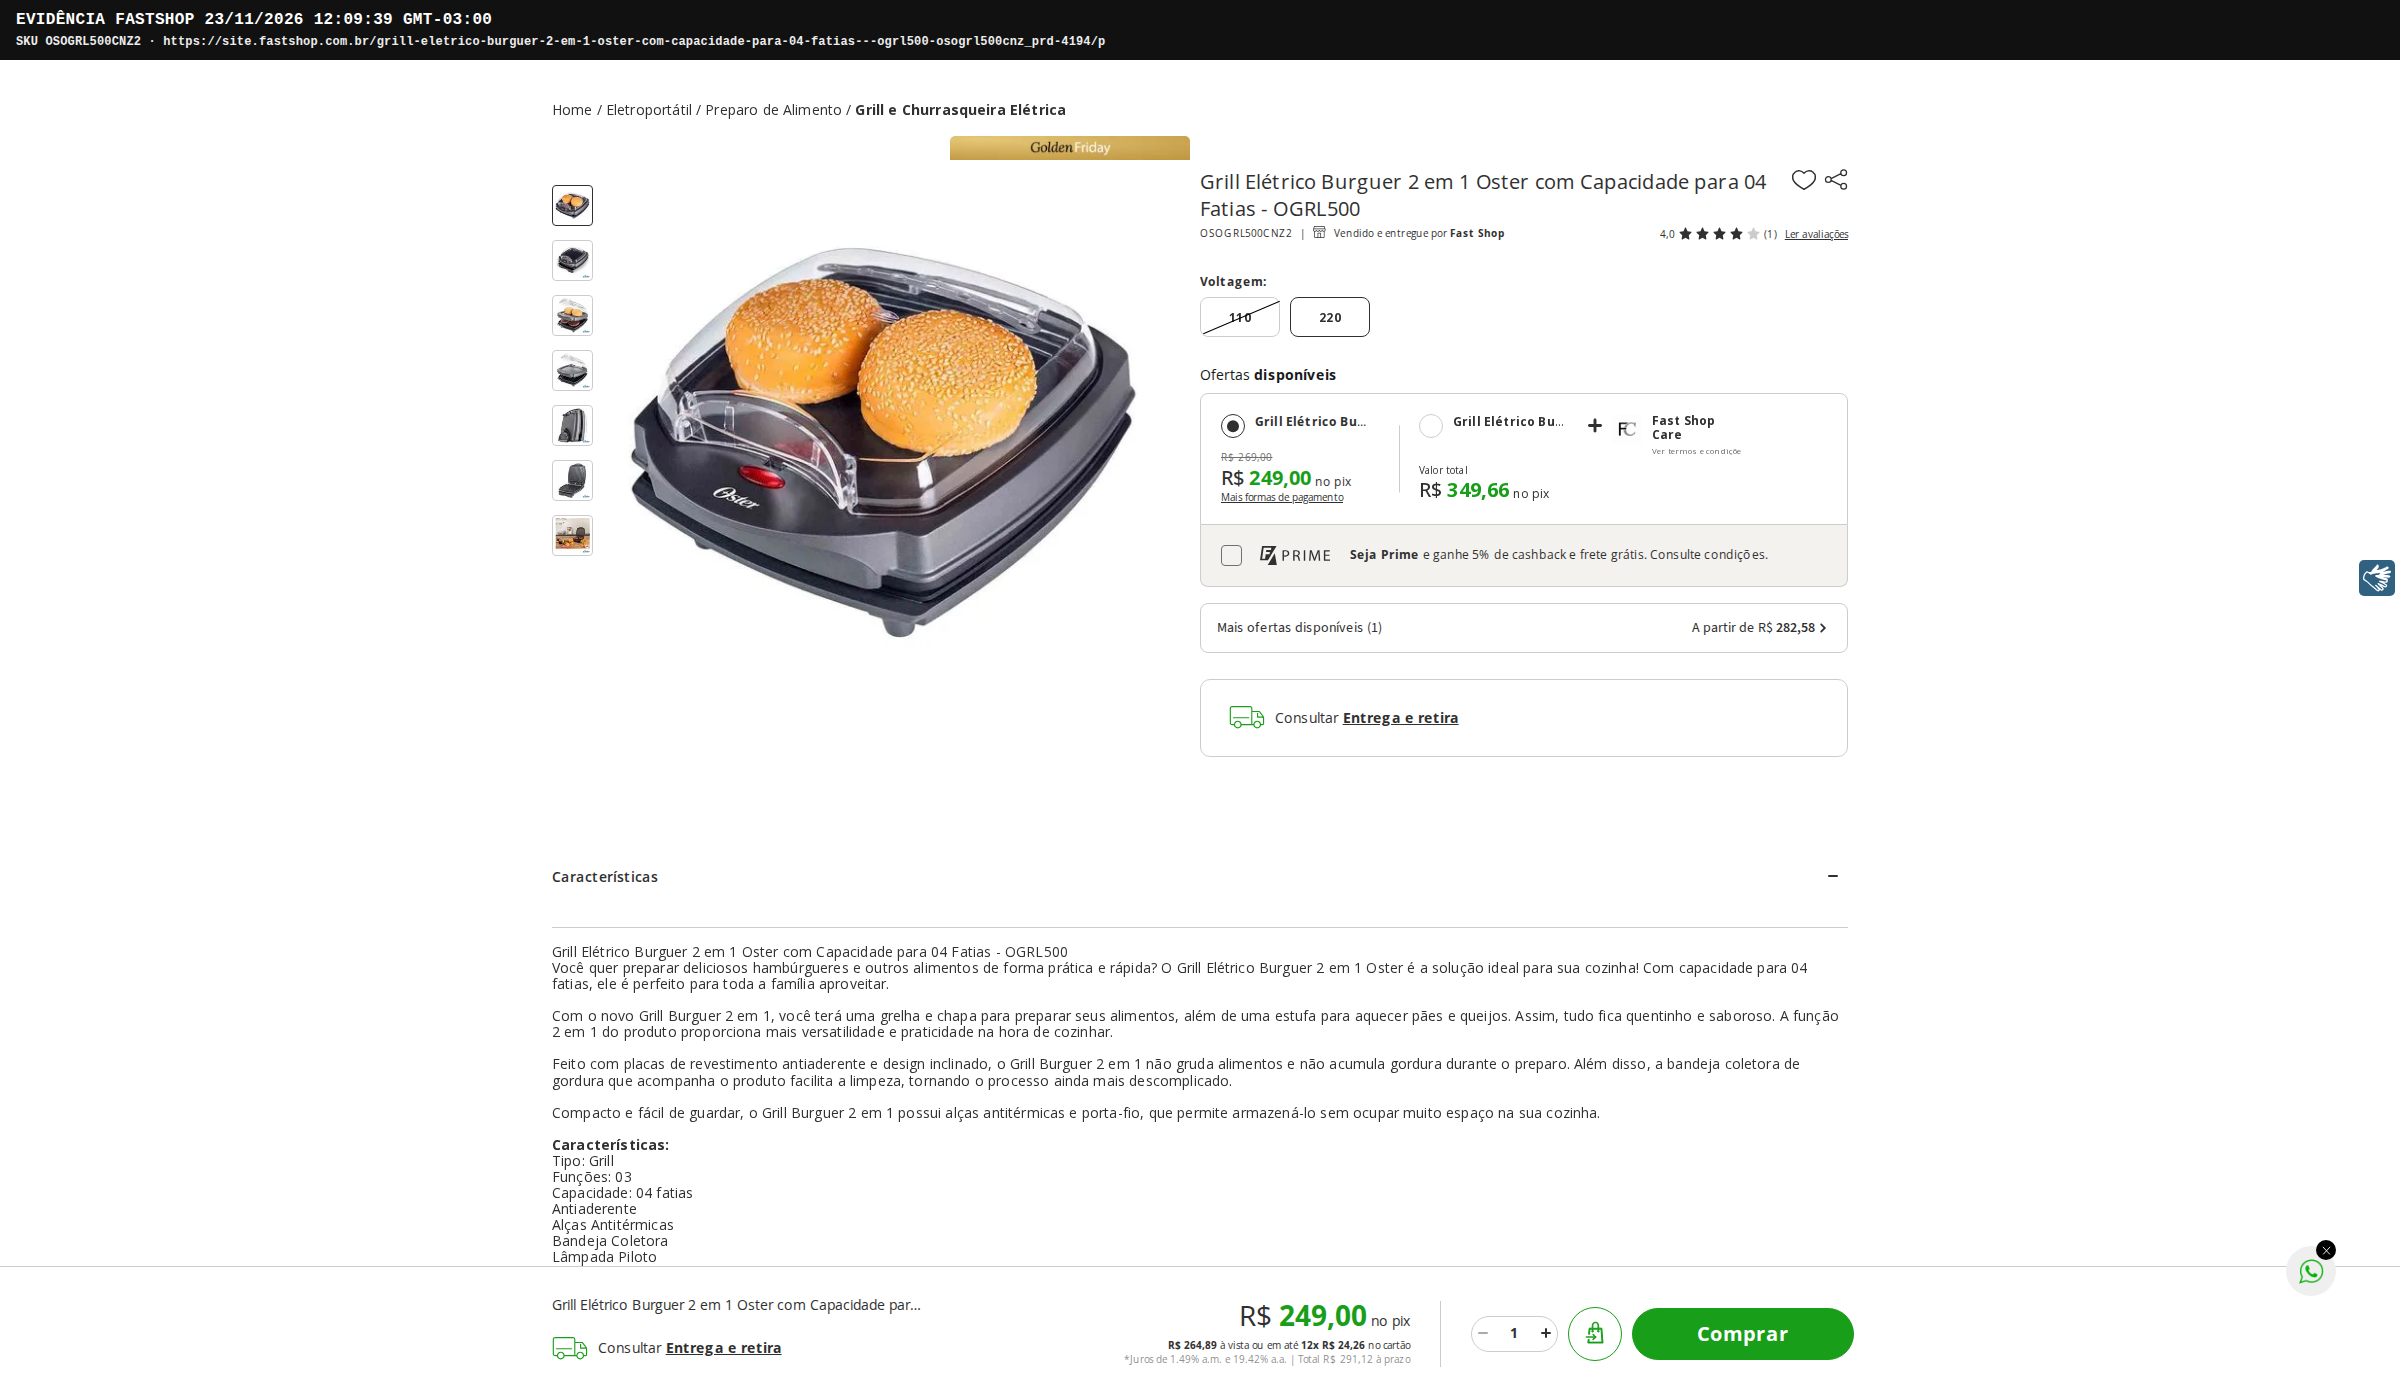 EVIDÊNCIA FASTSHOP 23/11/2026 12:09:39 GMT-03:00
SKU OSOGRL500CNZ2 · https://site.fastshop.com.br/grill-eletrico-burguer-2-em-1-oster-com-capacidade-para-04-fatias---ogrl500-osogrl500cnz_prd-4194/p
Home / Eletroportátil / Preparo de Alimento / Grill e Churrasqueira Elétrica
Golden Friday
Grill Elétrico Burguer 2 em 1 Oster com Capacidade para 04
Fatias - OGRL500
OSOGRL500CNZ2 | Vendido e entregue por Fast Shop
4,0 (1) Ler avaliações
Voltagem:
110
220
Oster
Ofertas disponíveis
Grill Elétrico Bu...
R$ 269,00
R$ 249,00 no pix
Mais formas de pagamento
Grill Elétrico Bu...
+
FC
Fast Shop
Care
Ver termos e condiçõe
Valor total
R$ 349,66 no pix
PRIME
Seja Prime e ganhe 5% de cashback e frete grátis. Consulte condições.
Mais ofertas disponíveis (1)
A partir de R$ 282,58
Consultar Entrega e retira
Características
Grill Elétrico Burguer 2 em 1 Oster com Capacidade para 04 Fatias - OGRL500
Você quer preparar deliciosos hambúrgueres e outros alimentos de forma prática e rápida? O Grill Elétrico Burguer 2 em 1 Oster é a solução ideal para sua cozinha! Com capacidade para 04
fatias, ele é perfeito para toda a família aproveitar.
Com o novo Grill Burguer 2 em 1, você terá uma grelha e chapa para preparar seus alimentos, além de uma estufa para aquecer pães e queijos. Assim, tudo fica quentinho e saboroso. A função
2 em 1 do produto proporciona mais versatilidade e praticidade na hora de cozinhar.
Feito com placas de revestimento antiaderente e design inclinado, o Grill Burguer 2 em 1 não gruda alimentos e não acumula gordura durante o preparo. Além disso, a bandeja coletora de
gordura que acompanha o produto facilita a limpeza, tornando o processo ainda mais descomplicado.
Compacto e fácil de guardar, o Grill Burguer 2 em 1 possui alças antitérmicas e porta-fio, que permite armazená-lo sem ocupar muito espaço na sua cozinha.
Características:
Tipo: Grill
Funções: 03
Capacidade: 04 fatias
Antiaderente
Alças Antitérmicas
Bandeja Coletora
Lâmpada Piloto
Grill Elétrico Burguer 2 em 1 Oster com Capacidade par...
Consultar Entrega e retira
R$ 249,00 no pix
R$ 264,89 à vista ou em até 12x R$ 24,26 no cartão
*Juros de 1.49% a.m. e 19.42% a.a. | Total R$ 291,12 à prazo
1
Comprar